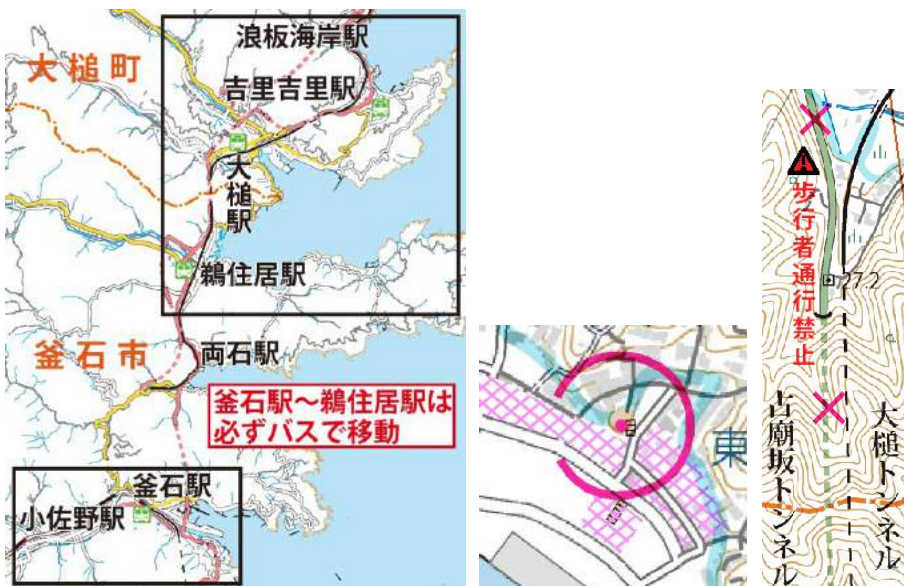 浪板海岸駅
大槌町
吉里吉里駅
大槌駅
鵜住居駅
釜石市
両石駅
釜石駅〜鵜住居駅は
必ずバスで移動
釜石駅
小佐野駅
東
歩行者通行禁止
27.2
古廟坂トンネル
大槌トンネル